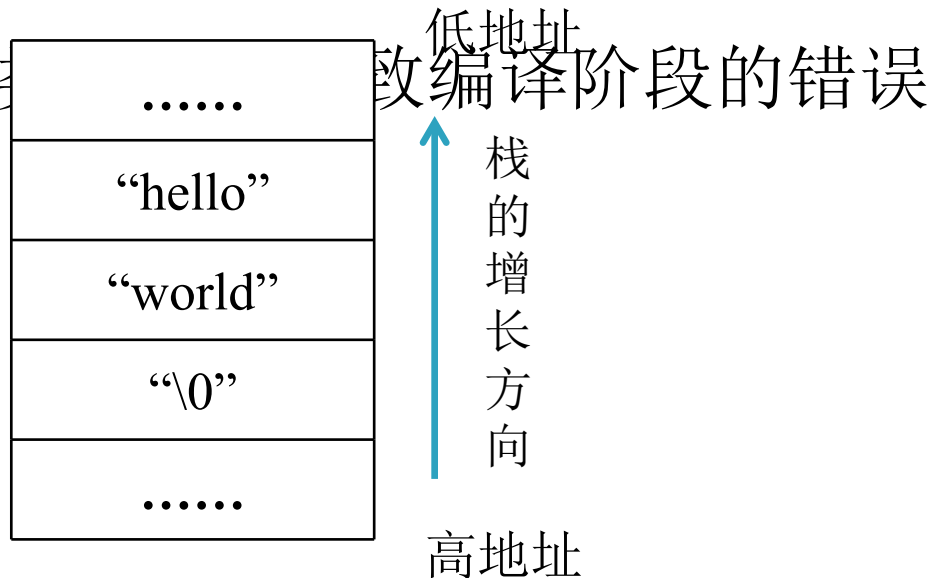 低地址
致编译阶段的错误
……
“hello”
“world”
“\0”
……
栈的增长方向
高地址